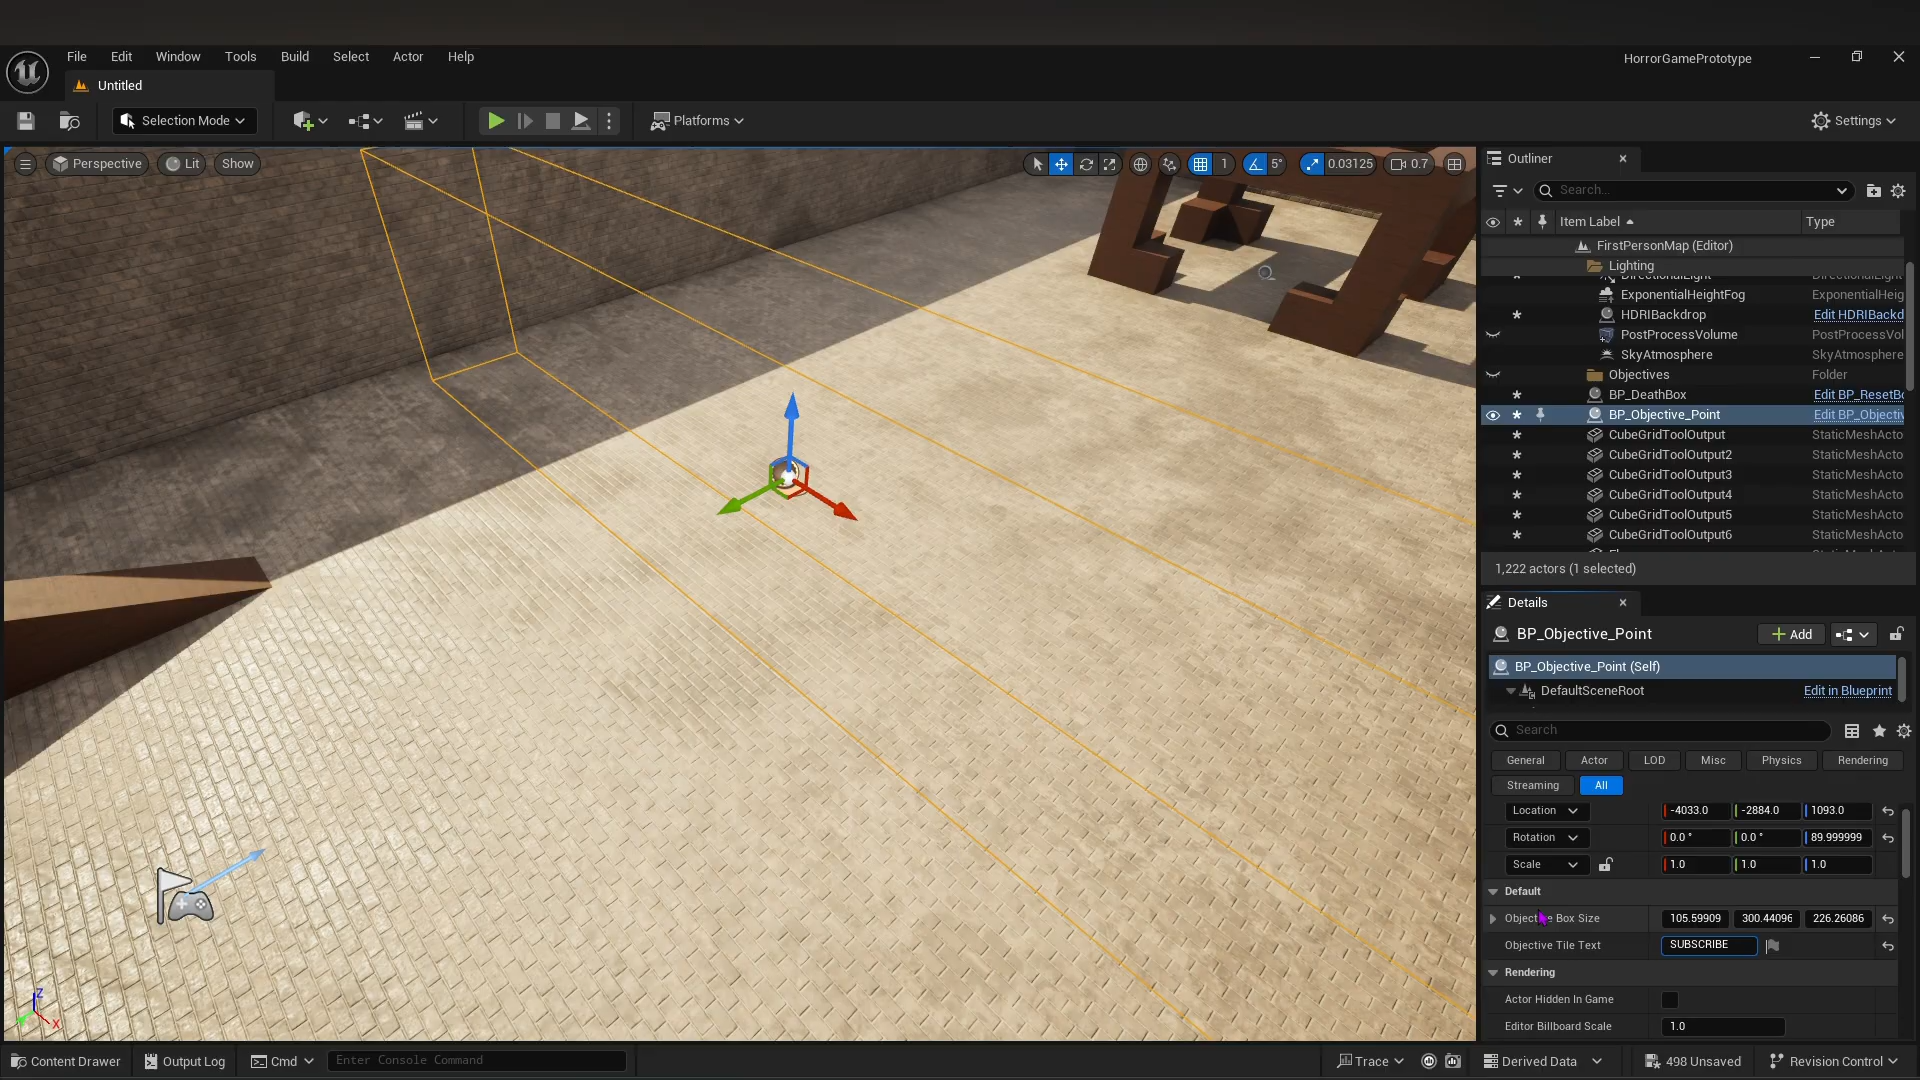 File Edit Window Tools Build Select Actor Help HorrorGamePrototype
Untitled
Selection Mode Platforms Settings
Perspective Lit Show 1 5° 0.03125 0.7
Outliner
Search...
Item Label Type
FirstPersonMap (Editor)
Lighting
DirectionalLight DirectionalLight
ExponentialHeightFog ExponentialHeig
HDRIBackdrop Edit HDRIBackd
PostProcessVolume PostProcessVol
SkyAtmosphere SkyAtmosphere
Objectives Folder
BP_DeathBox Edit BP_ResetBo
BP_Objective_Point Edit BP_Objectiv
CubeGridToolOutput StaticMeshActo
CubeGridToolOutput2 StaticMeshActo
CubeGridToolOutput3 StaticMeshActo
CubeGridToolOutput4 StaticMeshActo
CubeGridToolOutput5 StaticMeshActo
CubeGridToolOutput6 StaticMeshActo
1,222 actors (1 selected)
Details
BP_Objective_Point Add
BP_Objective_Point (Self)
DefaultSceneRoot Edit in Blueprint
Search
General Actor LOD Misc Physics Rendering
Streaming All
Location -4033.0 -2884.0 1093.0
Rotation 0.0 ° 0.0 ° 89.999999
Scale 1.0 1.0 1.0
Default
Objective Box Size 105.59909 300.44096 226.26086
Objective Tile Text SUBSCRIBE
Rendering
Actor Hidden In Game
Editor Billboard Scale 1.0
Z
X
Content Drawer Output Log Cmd Enter Console Command Trace Derived Data 498 Unsaved Revision Control